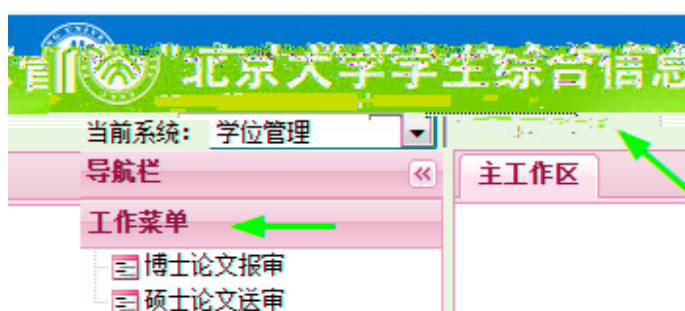 北京大学学生综合信息
当前系统： 学位管理
导航栏
主工作区
工作菜单
博士论文报审
硕士论文送审